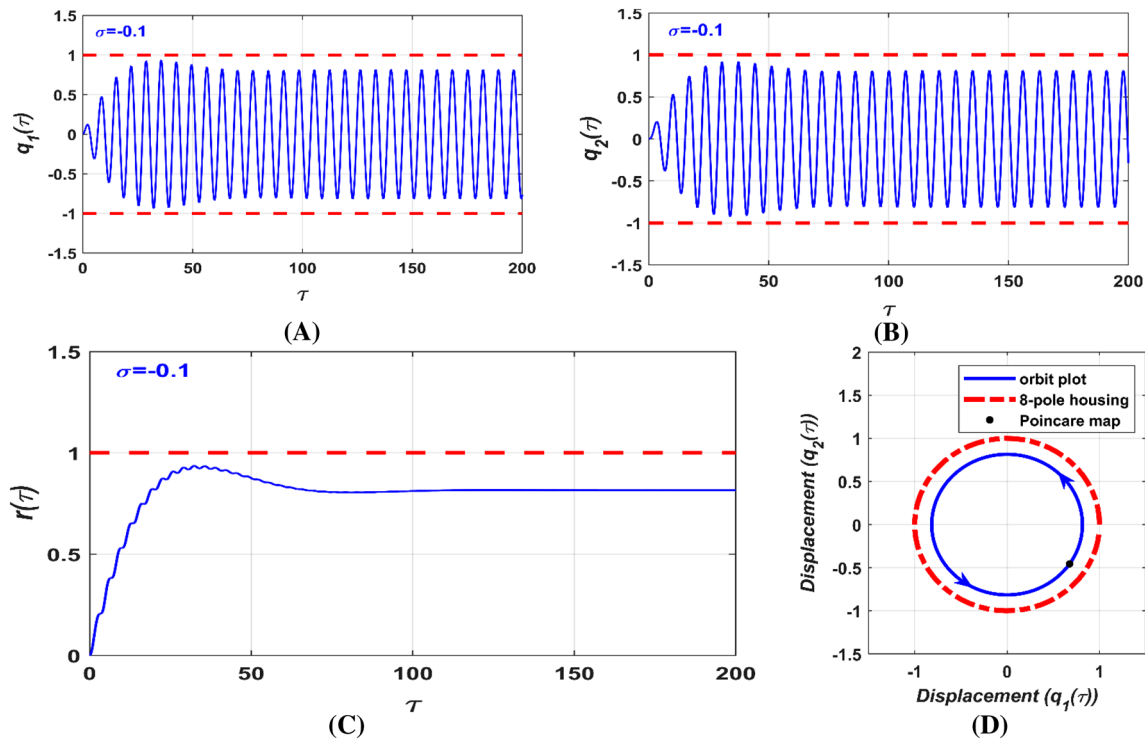 σ=-0.1
q1(τ)
1.5
1
0.5
0
-0.5
-1
-1.5
0
50
100
150
200
τ
(A)
σ=-0.1
q2(τ)
1.5
1
0.5
0
-0.5
-1
-1.5
0
50
100
150
200
τ
(B)
σ=-0.1
r(τ)
1.5
1
0.5
0
0
50
100
150
200
τ
(C)
orbit plot
8-pole housing
Poincare map
Displacement (q2(τ))
2
1.5
1
0.5
0
-0.5
-1
-1.5
-1
0
1
Displacement (q1(τ))
(D)